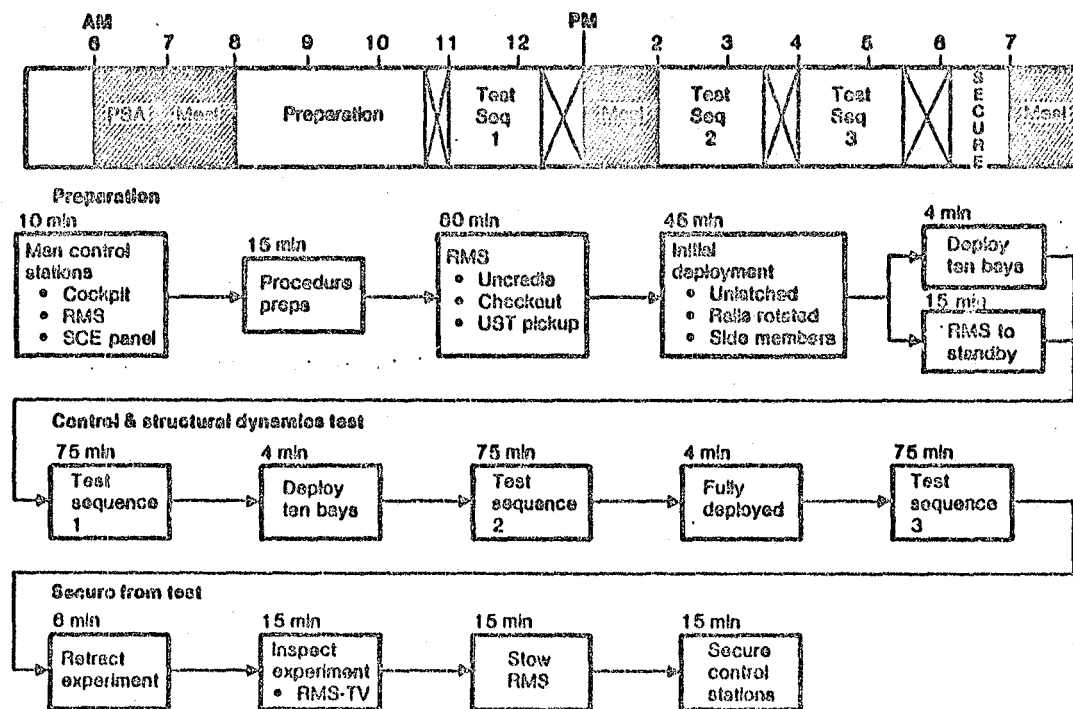 AM
PM
6 7 8 9 10 11 12 2 3 4 5 6 7
PSA Meal
Preparation
Test
Seq
1
Meal
Test
Seq
2
Test
Seq
3
SECURE
Meal
Preparation
10 min
Man control
stations
• Cockpit
• RMS
• SCE panel
15 min
Procedure
preps
60 min
RMS
• Uncradle
• Checkout
• UST pickup
45 min
Initial
deployment
• Unlatched
• Rails rotated
• Side members
4 min
Deploy
ten bays
15 min
RMS to
standby
Control & structural dynamics test
75 min
Test
sequence
1
4 min
Deploy
ten bays
75 min
Test
sequence
2
4 min
Fully
deployed
75 min
Test
sequence
3
Secure from test
6 min
Retract
experiment
15 min
Inspect
experiment
• RMS-TV
15 min
Stow
RMS
15 min
Secure
control
stations